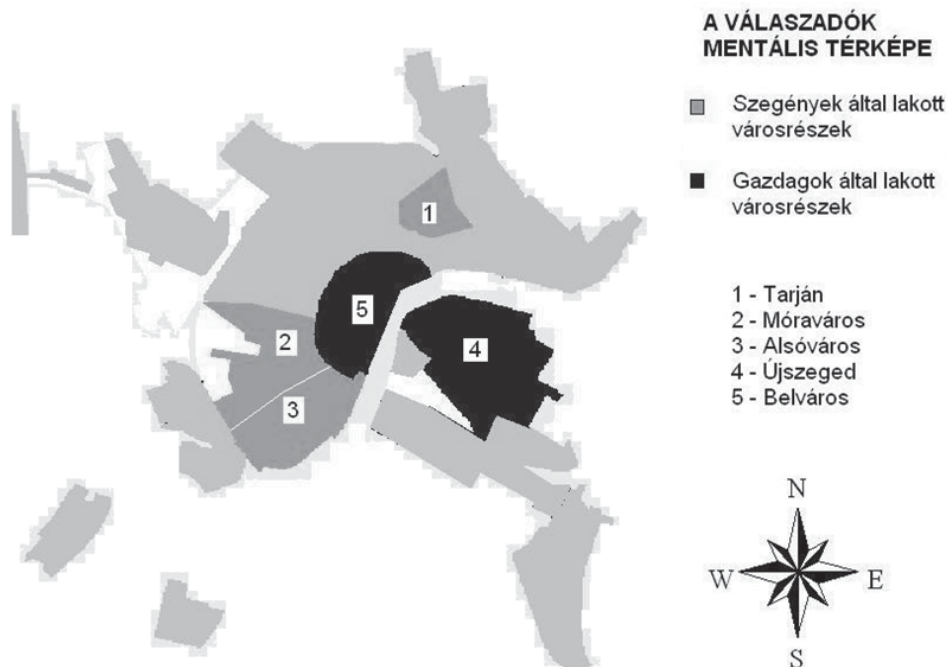 A VÁLASZADÓK
MENTÁLIS TÉRKÉPE
Szegények által lakott
városrészek
Gazdagok által lakott
városrészek
1 - Tarján
2 - Móraváros
3 - Alsóváros
4 - Újszeged
5 - Belváros
1
5
2
4
3
N
W E
S